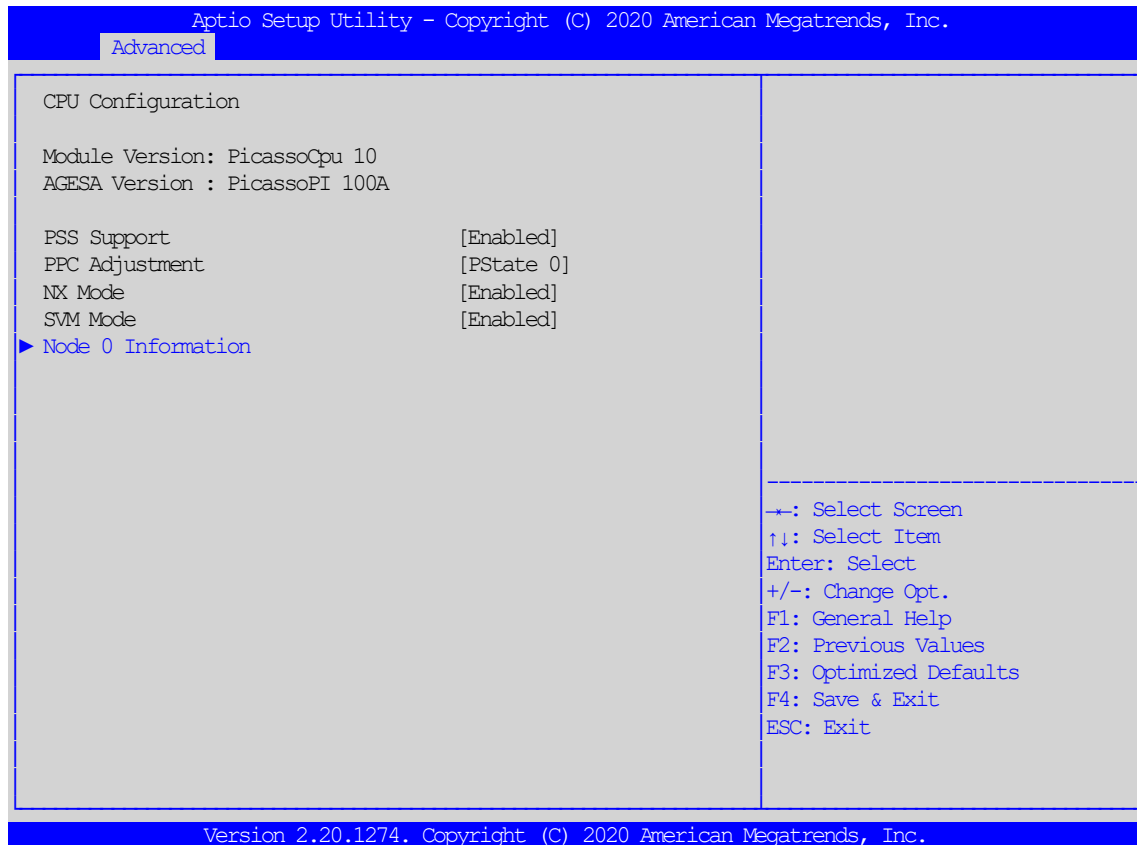 Aptio Setup Utility - Copyright (C) 2020 American Megatrends, Inc.
Advanced
CPU Configuration
Module Version: PicassoCpu 10
AGESA Version : PicassoPI 100A
PSS Support [Enabled]
PPC Adjustment [PState 0]
NX Mode [Enabled]
SVM Mode [Enabled]
► Node 0 Information
→←: Select Screen
↑↓: Select Item
Enter: Select
+/-: Change Opt.
F1: General Help
F2: Previous Values
F3: Optimized Defaults
F4: Save & Exit
ESC: Exit
Version 2.20.1274. Copyright (C) 2020 American Megatrends, Inc.